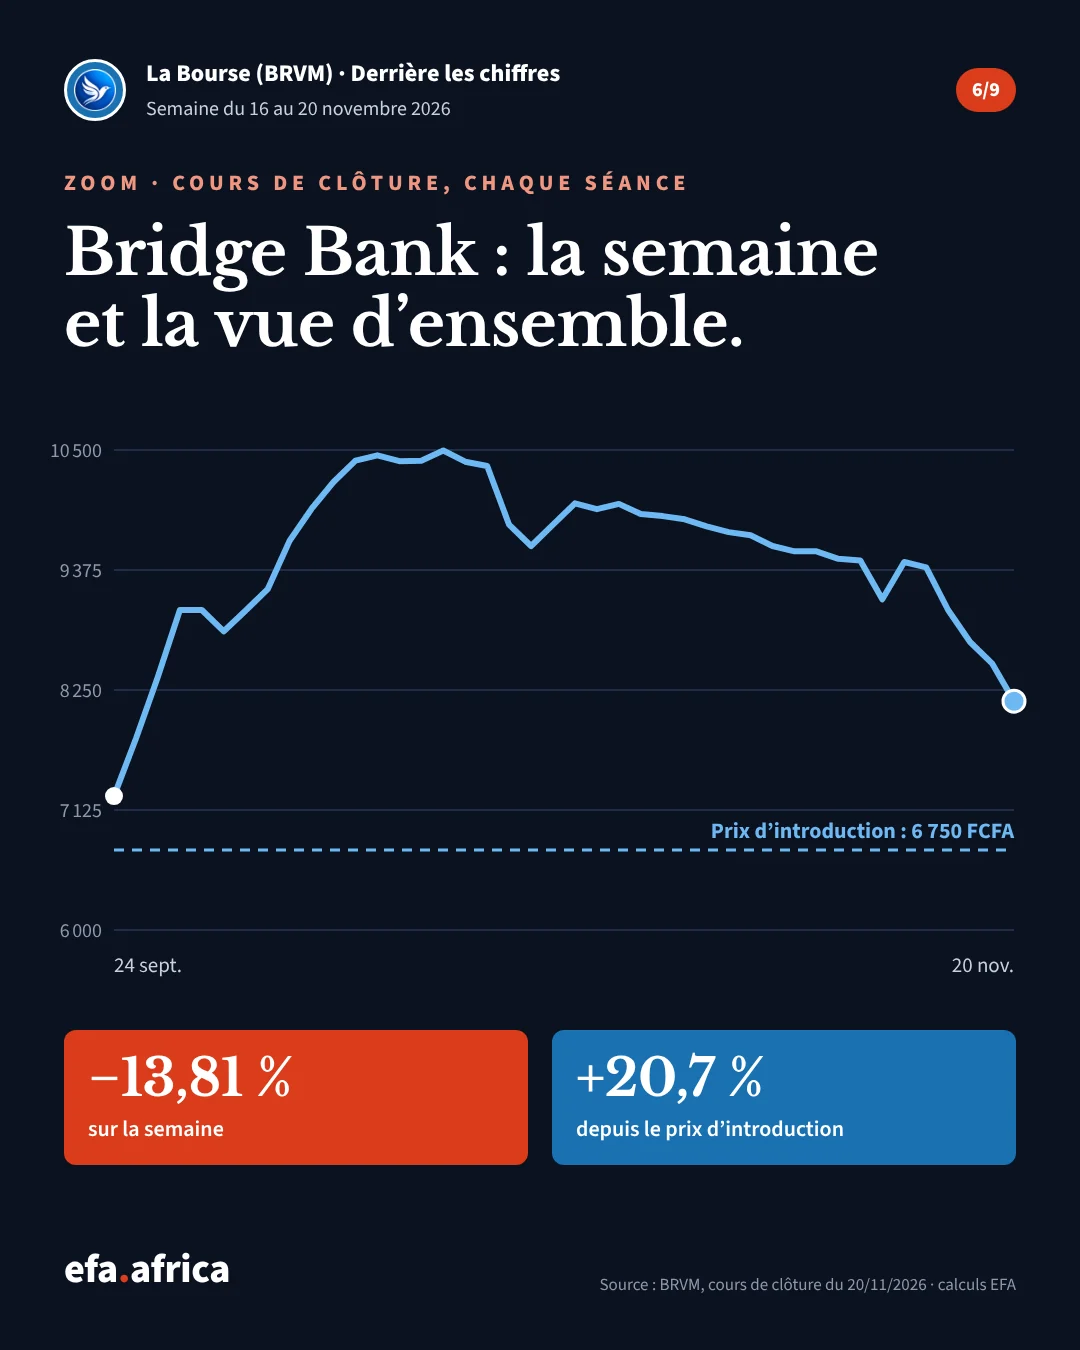 La Bourse (BRVM) · Derrière les chiffres
Semaine du 16 au 20 novembre 2026
6/9
ZOOM · COURS DE CLÔTURE, CHAQUE SÉANCE
Bridge Bank : la semaine
et la vue d’ensemble.
10 500
9 375
8 250
7 125
Prix d’introduction : 6 750 FCFA
6 000
24 sept.
20 nov.
−13,81 %
sur la semaine
+20,7 %
depuis le prix d’introduction
efa.africa
Source : BRVM, cours de clôture du 20/11/2026 · calculs EFA